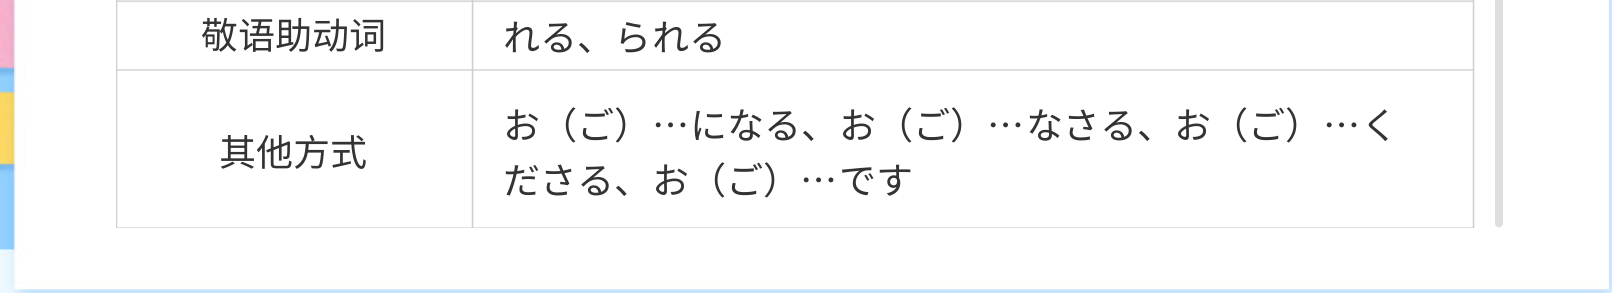 敬语助动词
れる、られる
其他方式
お（ご）…になる、お（ご）…なさる、お（ご）…く
ださる、お（ご）…です